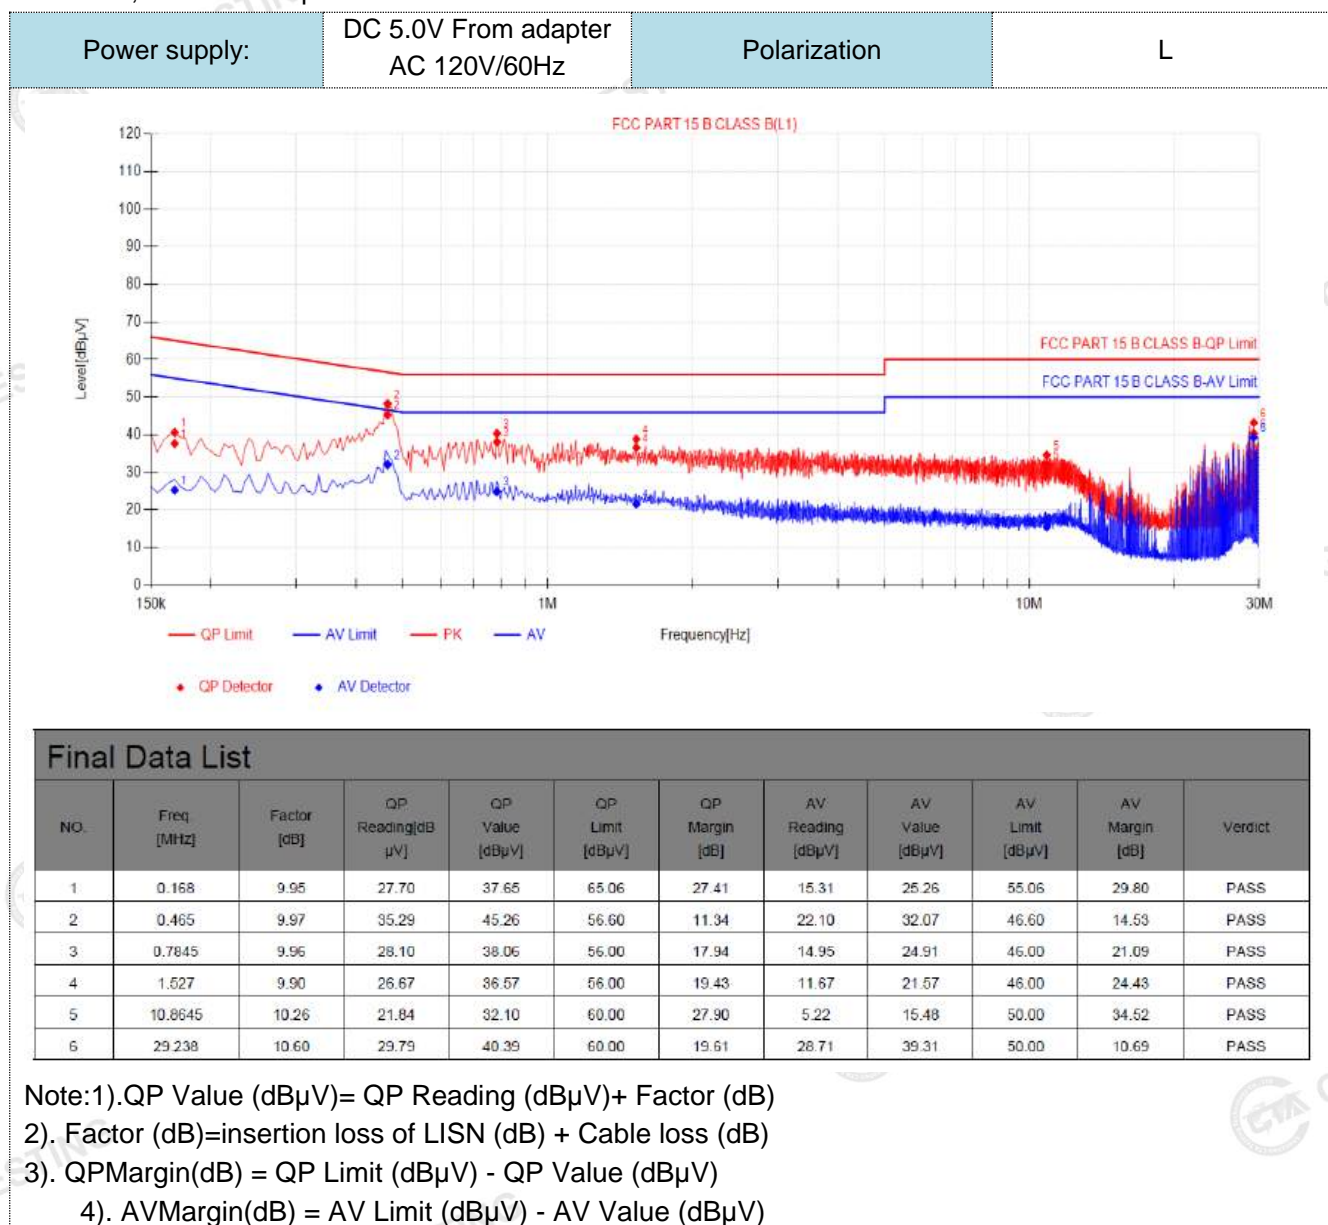 Power supply: DC 5.0V From adapter AC 120V/60Hz Polarization L
FCC PART 15 B CLASS B(L1)
120
110
100
90
80
70
60
50
40
30
20
10
0
Level[dBµV]
FCC PART 15 B CLASS B-QP Limit
FCC PART 15 B CLASS B-AV Limit
150k 1M 10M 30M
QP Limit AV Limit PK AV Frequency[Hz]
QP Detector AV Detector
Final Data List
NO. Freq. [MHz] Factor [dB] QP Reading[dBµV] QP Value [dBµV] QP Limit [dBµV] QP Margin [dB] AV Reading [dBµV] AV Value [dBµV] AV Limit [dBµV] AV Margin [dB] Verdict
1 0.168 9.95 27.70 37.65 65.06 27.41 15.31 25.26 55.06 29.80 PASS
2 0.465 9.97 35.29 45.26 56.60 11.34 22.10 32.07 46.60 14.53 PASS
3 0.7845 9.96 28.10 38.06 56.00 17.94 14.95 24.91 46.00 21.09 PASS
4 1.527 9.90 26.67 36.57 56.00 19.43 11.67 21.57 46.00 24.43 PASS
5 10.8645 10.26 21.84 32.10 60.00 27.90 5.22 15.48 50.00 34.52 PASS
6 29.238 10.60 29.79 40.39 60.00 19.61 28.71 39.31 50.00 10.69 PASS
Note:1).QP Value (dBµV)= QP Reading (dBµV)+ Factor (dB)
2). Factor (dB)=insertion loss of LISN (dB) + Cable loss (dB)
3). QPMargin(dB) = QP Limit (dBµV) - QP Value (dBµV)
4). AVMargin(dB) = AV Limit (dBµV) - AV Value (dBµV)
CTA